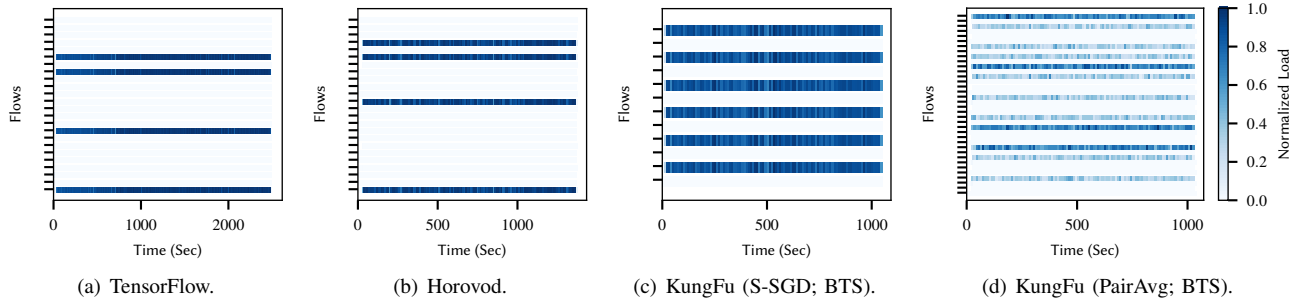 Flows
0
1000
2000
Time (Sec)
(a) TensorFlow.
Flows
0
500
1000
Time (Sec)
(b) Horovod.
Flows
0
500
1000
Time (Sec)
(c) KungFu (S-SGD; BTS).
Flows
0
500
1000
Time (Sec)
(d) KungFu (PairAvg; BTS).
1.0
0.8
0.6
0.4
0.2
0.0
Normalized Load